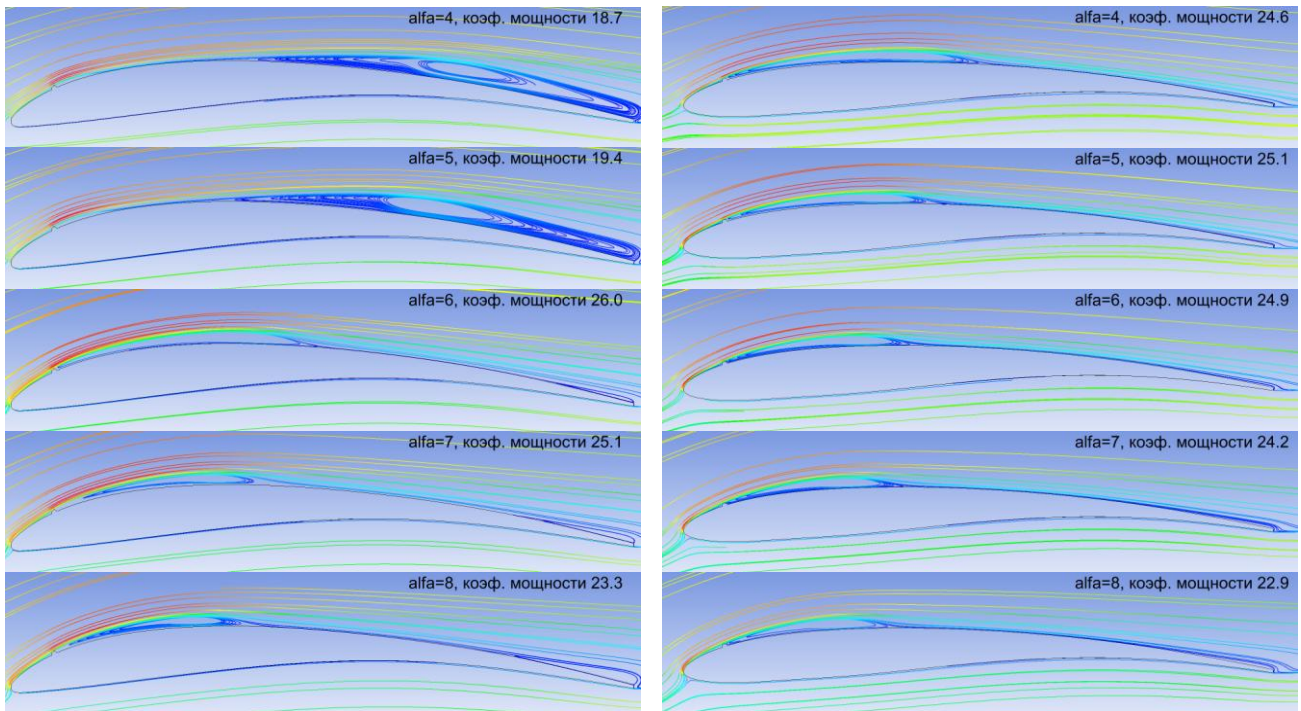 alfa=4, коэф. мощности 18.7
alfa=5, коэф. мощности 19.4
alfa=6, коэф. мощности 26.0
alfa=7, коэф. мощности 25.1
alfa=8, коэф. мощности 23.3
alfa=4, коэф. мощности 24.6
alfa=5, коэф. мощности 25.1
alfa=6, коэф. мощности 24.9
alfa=7, коэф. мощности 24.2
alfa=8, коэф. мощности 22.9